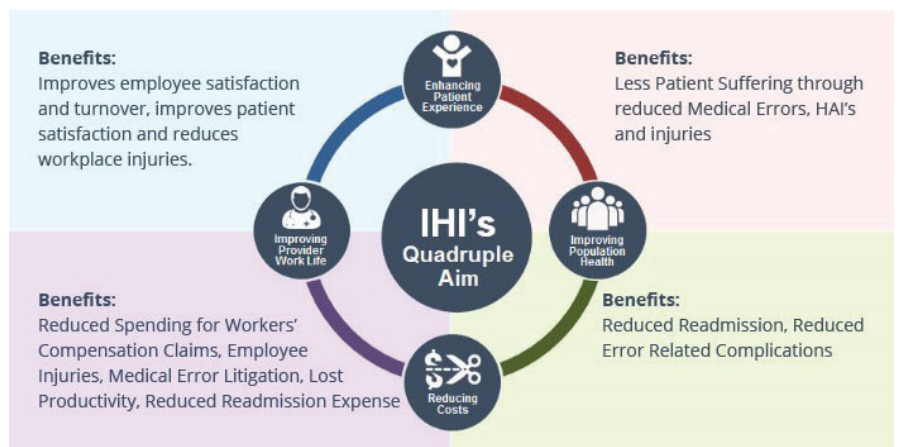 Benefits:
Improves employee satisfaction
and turnover, improves patient
satisfaction and reduces
workplace injuries.
Enhancing
Patient
Experience
Benefits:
Less Patient Suffering through
reduced Medical Errors, HAI's
and injuries
Improving
Provider
Work Life
IHI's
Quadruple
Aim
Improving
Population
Health
Benefits:
Reduced Spending for Workers'
Compensation Claims, Employee
Injuries, Medical Error Litigation, Lost
Productivity, Reduced Readmission Expense
Reducing
Costs
Benefits:
Reduced Readmission, Reduced
Error Related Complications